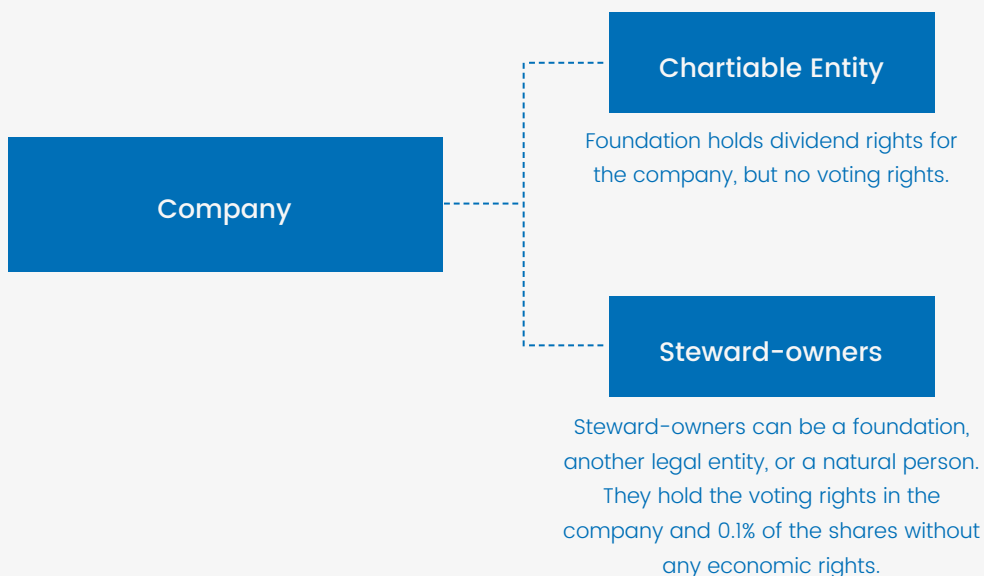 Chartiable Entity
Foundation holds dividend rights for
the company, but no voting rights.
Company
Steward-owners
Steward-owners can be a foundation,
another legal entity, or a natural person.
They hold the voting rights in the
company and 0.1% of the shares without
any economic rights.